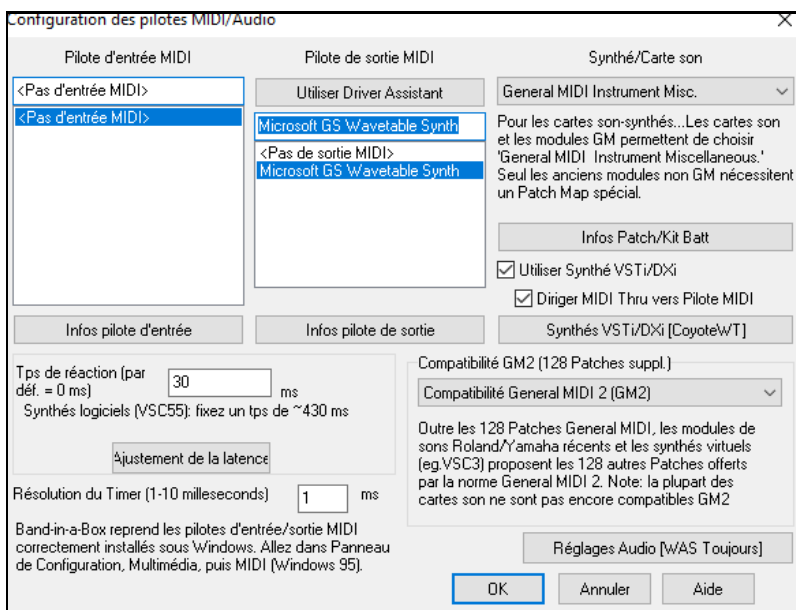 Configuration des pilotes MIDI/Audio
Pilote d'entrée MIDI
<Pas d'entrée MIDI>
<Pas d'entrée MIDI>
Infos pilote d'entrée
Pilote de sortie MIDI
Utiliser Driver Assistant
Microsoft GS Wavetable Synth
<Pas de sortie MIDI>
Microsoft GS Wavetable Synth
Infos pilote de sortie
Synthé/Carte son
General MIDI Instrument Misc.
Pour les cartes son-synthés...Les cartes son
et les modules GM permettent de choisir
'General MIDI Instrument Miscellaneous.'
Seul les anciens modules non GM nécessitent
un Patch Map spécial.
Infos Patch/Kit Batt
Utiliser Synthé VSTi/DXi
Diriger MIDI Thru vers Pilote MIDI
Synthés VSTi/DXi [CoyoteWT]
Tps de réaction (par
déf. = 0 ms)
30
ms
Synthés logiciels (VSC55): fixez un tps de ~430 ms
Ajustement de la latence
Résolution du Timer (1-10 milleseconds)
1
ms
Band-in-a-Box reprend les pilotes d'entrée/sortie MIDI
correctement installés sous Windows. Allez dans Panneau
de Configuration, Multimédia, puis MIDI (Windows 95).
Compatibilité GM2 (128 Patches suppl.)
Compatibilité General MIDI 2 (GM2)
Outre les 128 Patches General MIDI, les modules de
sons Roland/Yamaha récents et les synthés virtuels
(eg.VSC3) proposent les 128 autres Patches offerts
par la norme General MIDI 2. Note: la plupart des
cartes son ne sont pas encore compatibles GM2
Réglages Audio [WAS Toujours]
OK
Annuler
Aide